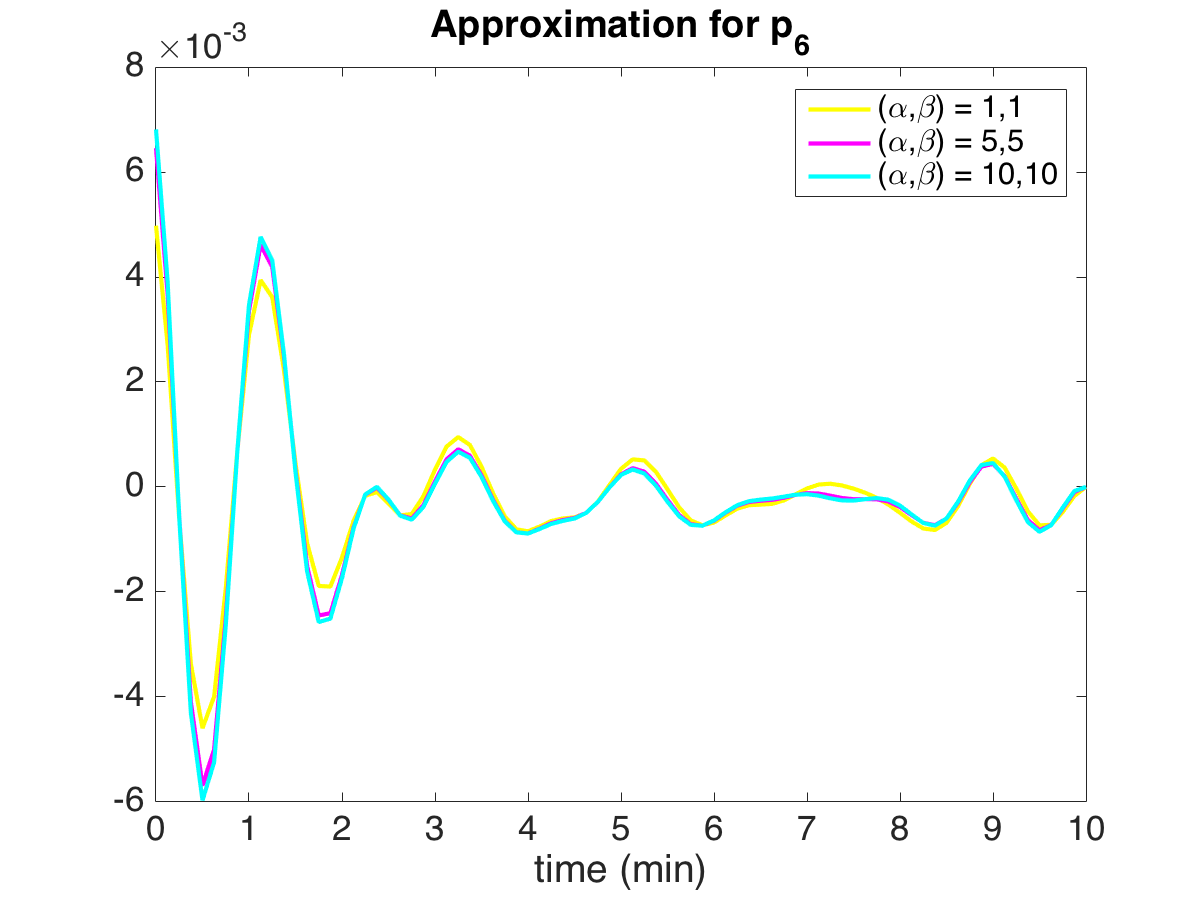 Approximation for p_6
×10^-3
(α,β) = 1,1
(α,β) = 5,5
(α,β) = 10,10
8
6
4
2
0
-2
-4
-6
0 1 2 3 4 5 6 7 8 9 10
time (min)